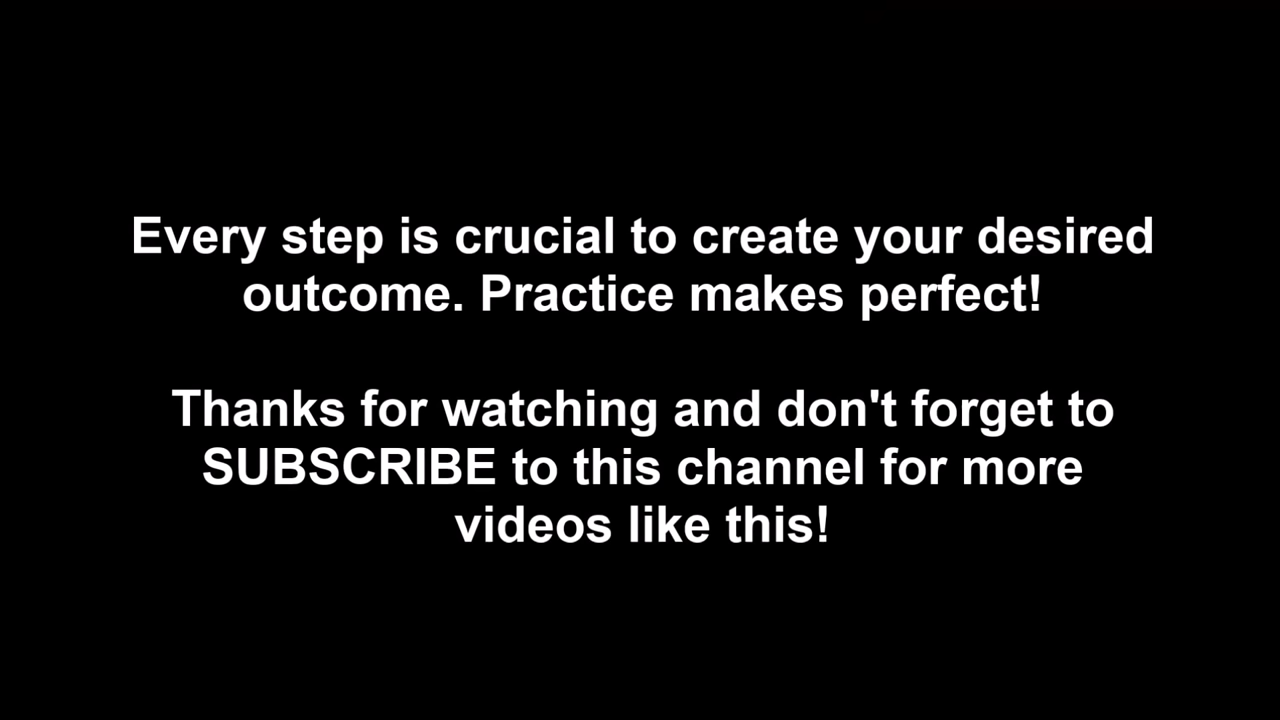 Every step is crucial to create your desired
outcome. Practice makes perfect!
Thanks for watching and don't forget to
SUBSCRIBE to this channel for more
videos like this!